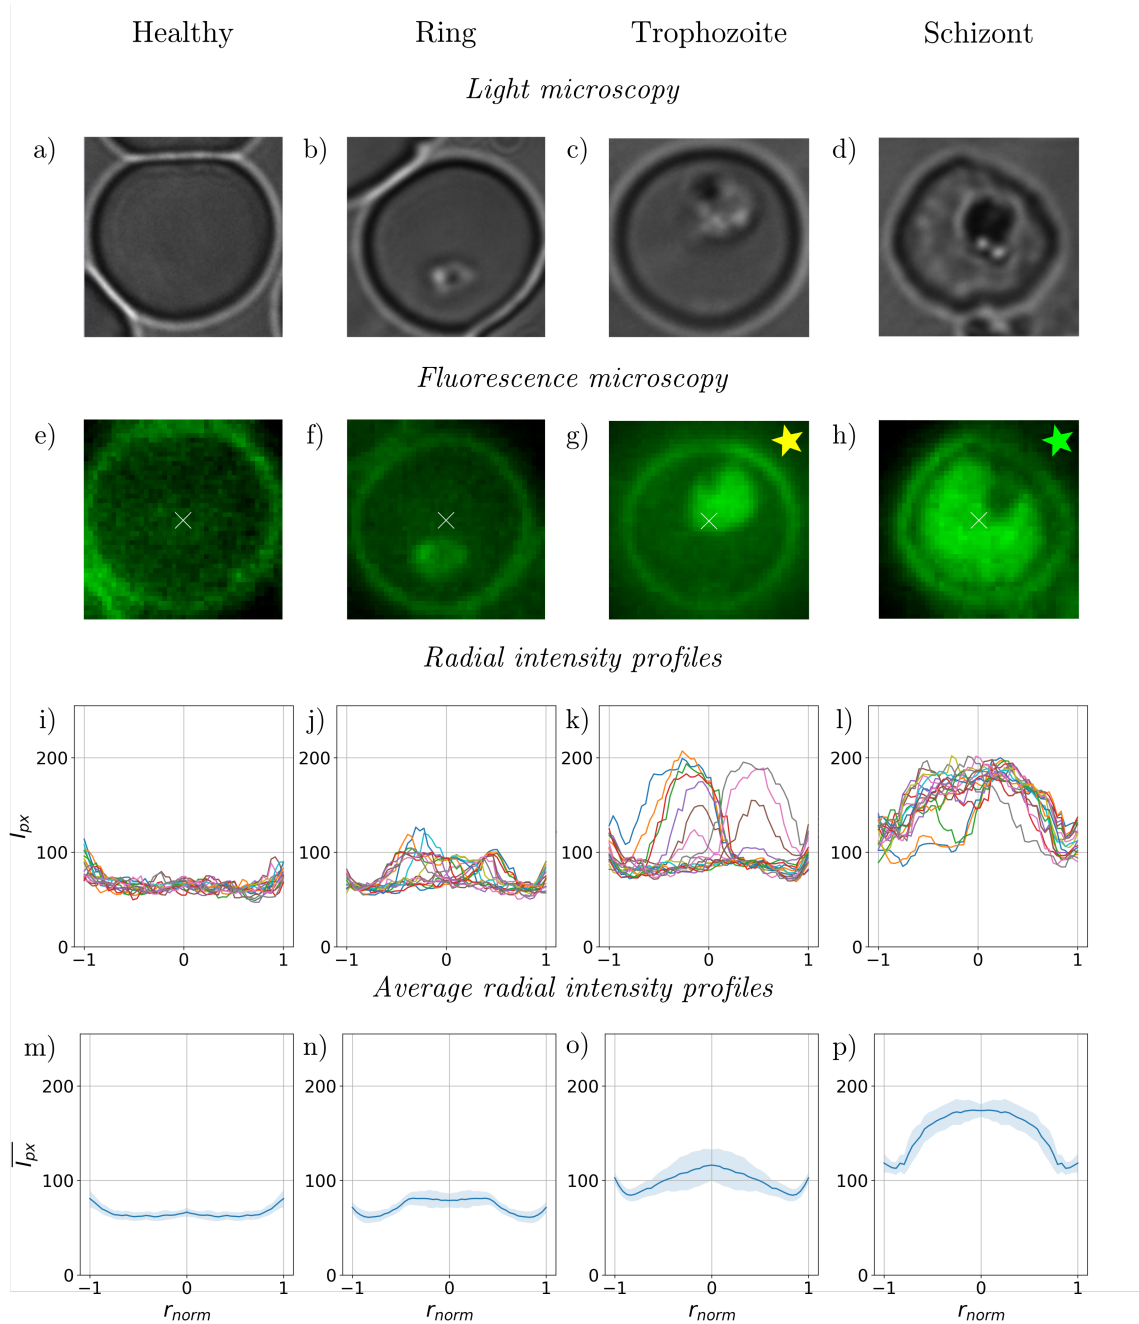 Healthy Ring Trophozoite Schizont
Light microscopy
a) b) c) d)
Fluorescence microscopy
e) f) g) h)
Radial intensity profiles
i) j) k) l)
200 200 200 200
100 100 100 100
0 0 0 0
I_px
−1 0 1 −1 0 1 −1 0 1 −1 0 1
Average radial intensity profiles
m) n) o) p)
200 200 200 200
100 100 100 100
0 0 0 0
I_px
−1 0 1 −1 0 1 −1 0 1 −1 0 1
r_norm r_norm r_norm r_norm